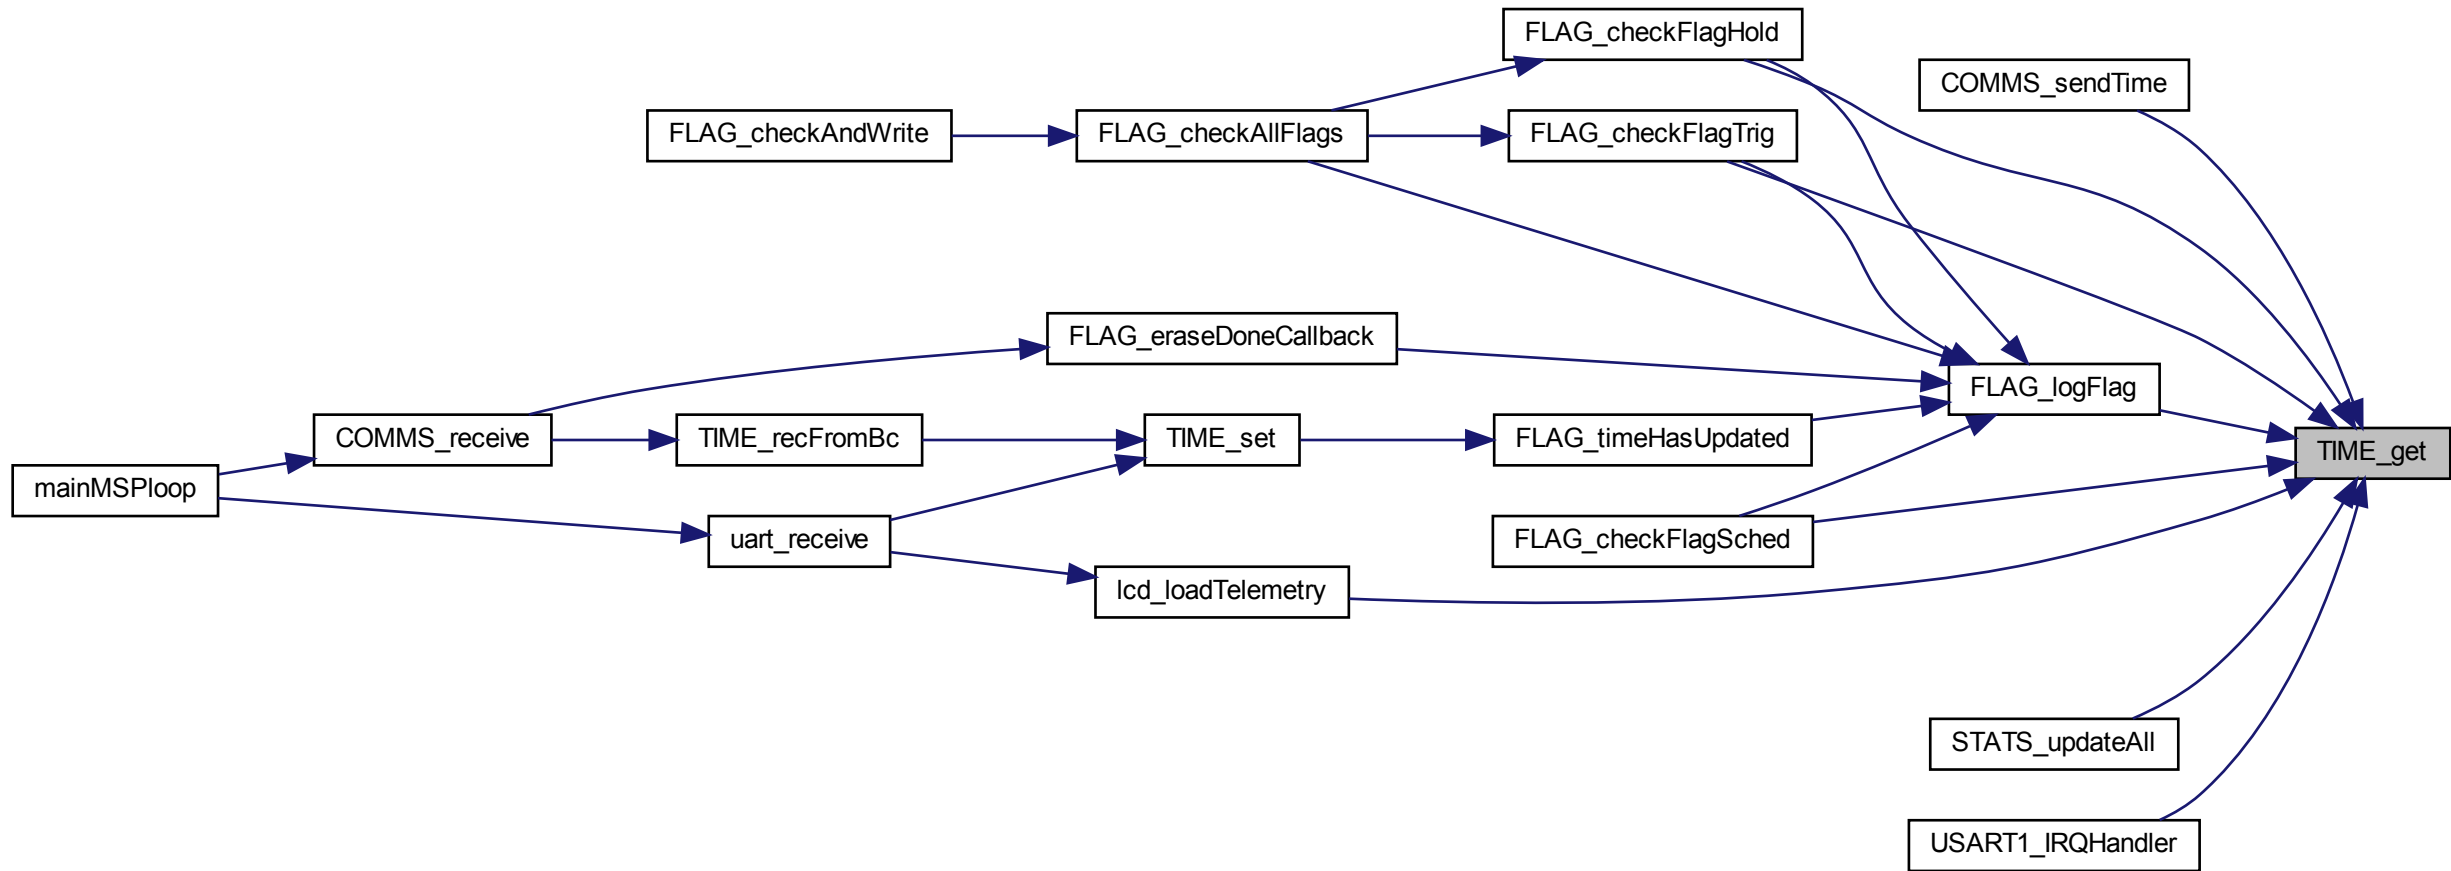 FLAG_checkFlagHold
COMMS_sendTime
FLAG_checkAndWrite
FLAG_checkAllFlags
FLAG_checkFlagTrig
FLAG_eraseDoneCallback
FLAG_logFlag
COMMS_receive
TIME_recFromBc
TIME_set
FLAG_timeHasUpdated
TIME_get
mainMSPloop
uart_receive
FLAG_checkFlagSched
lcd_loadTelemetry
STATS_updateAll
USART1_IRQHandler